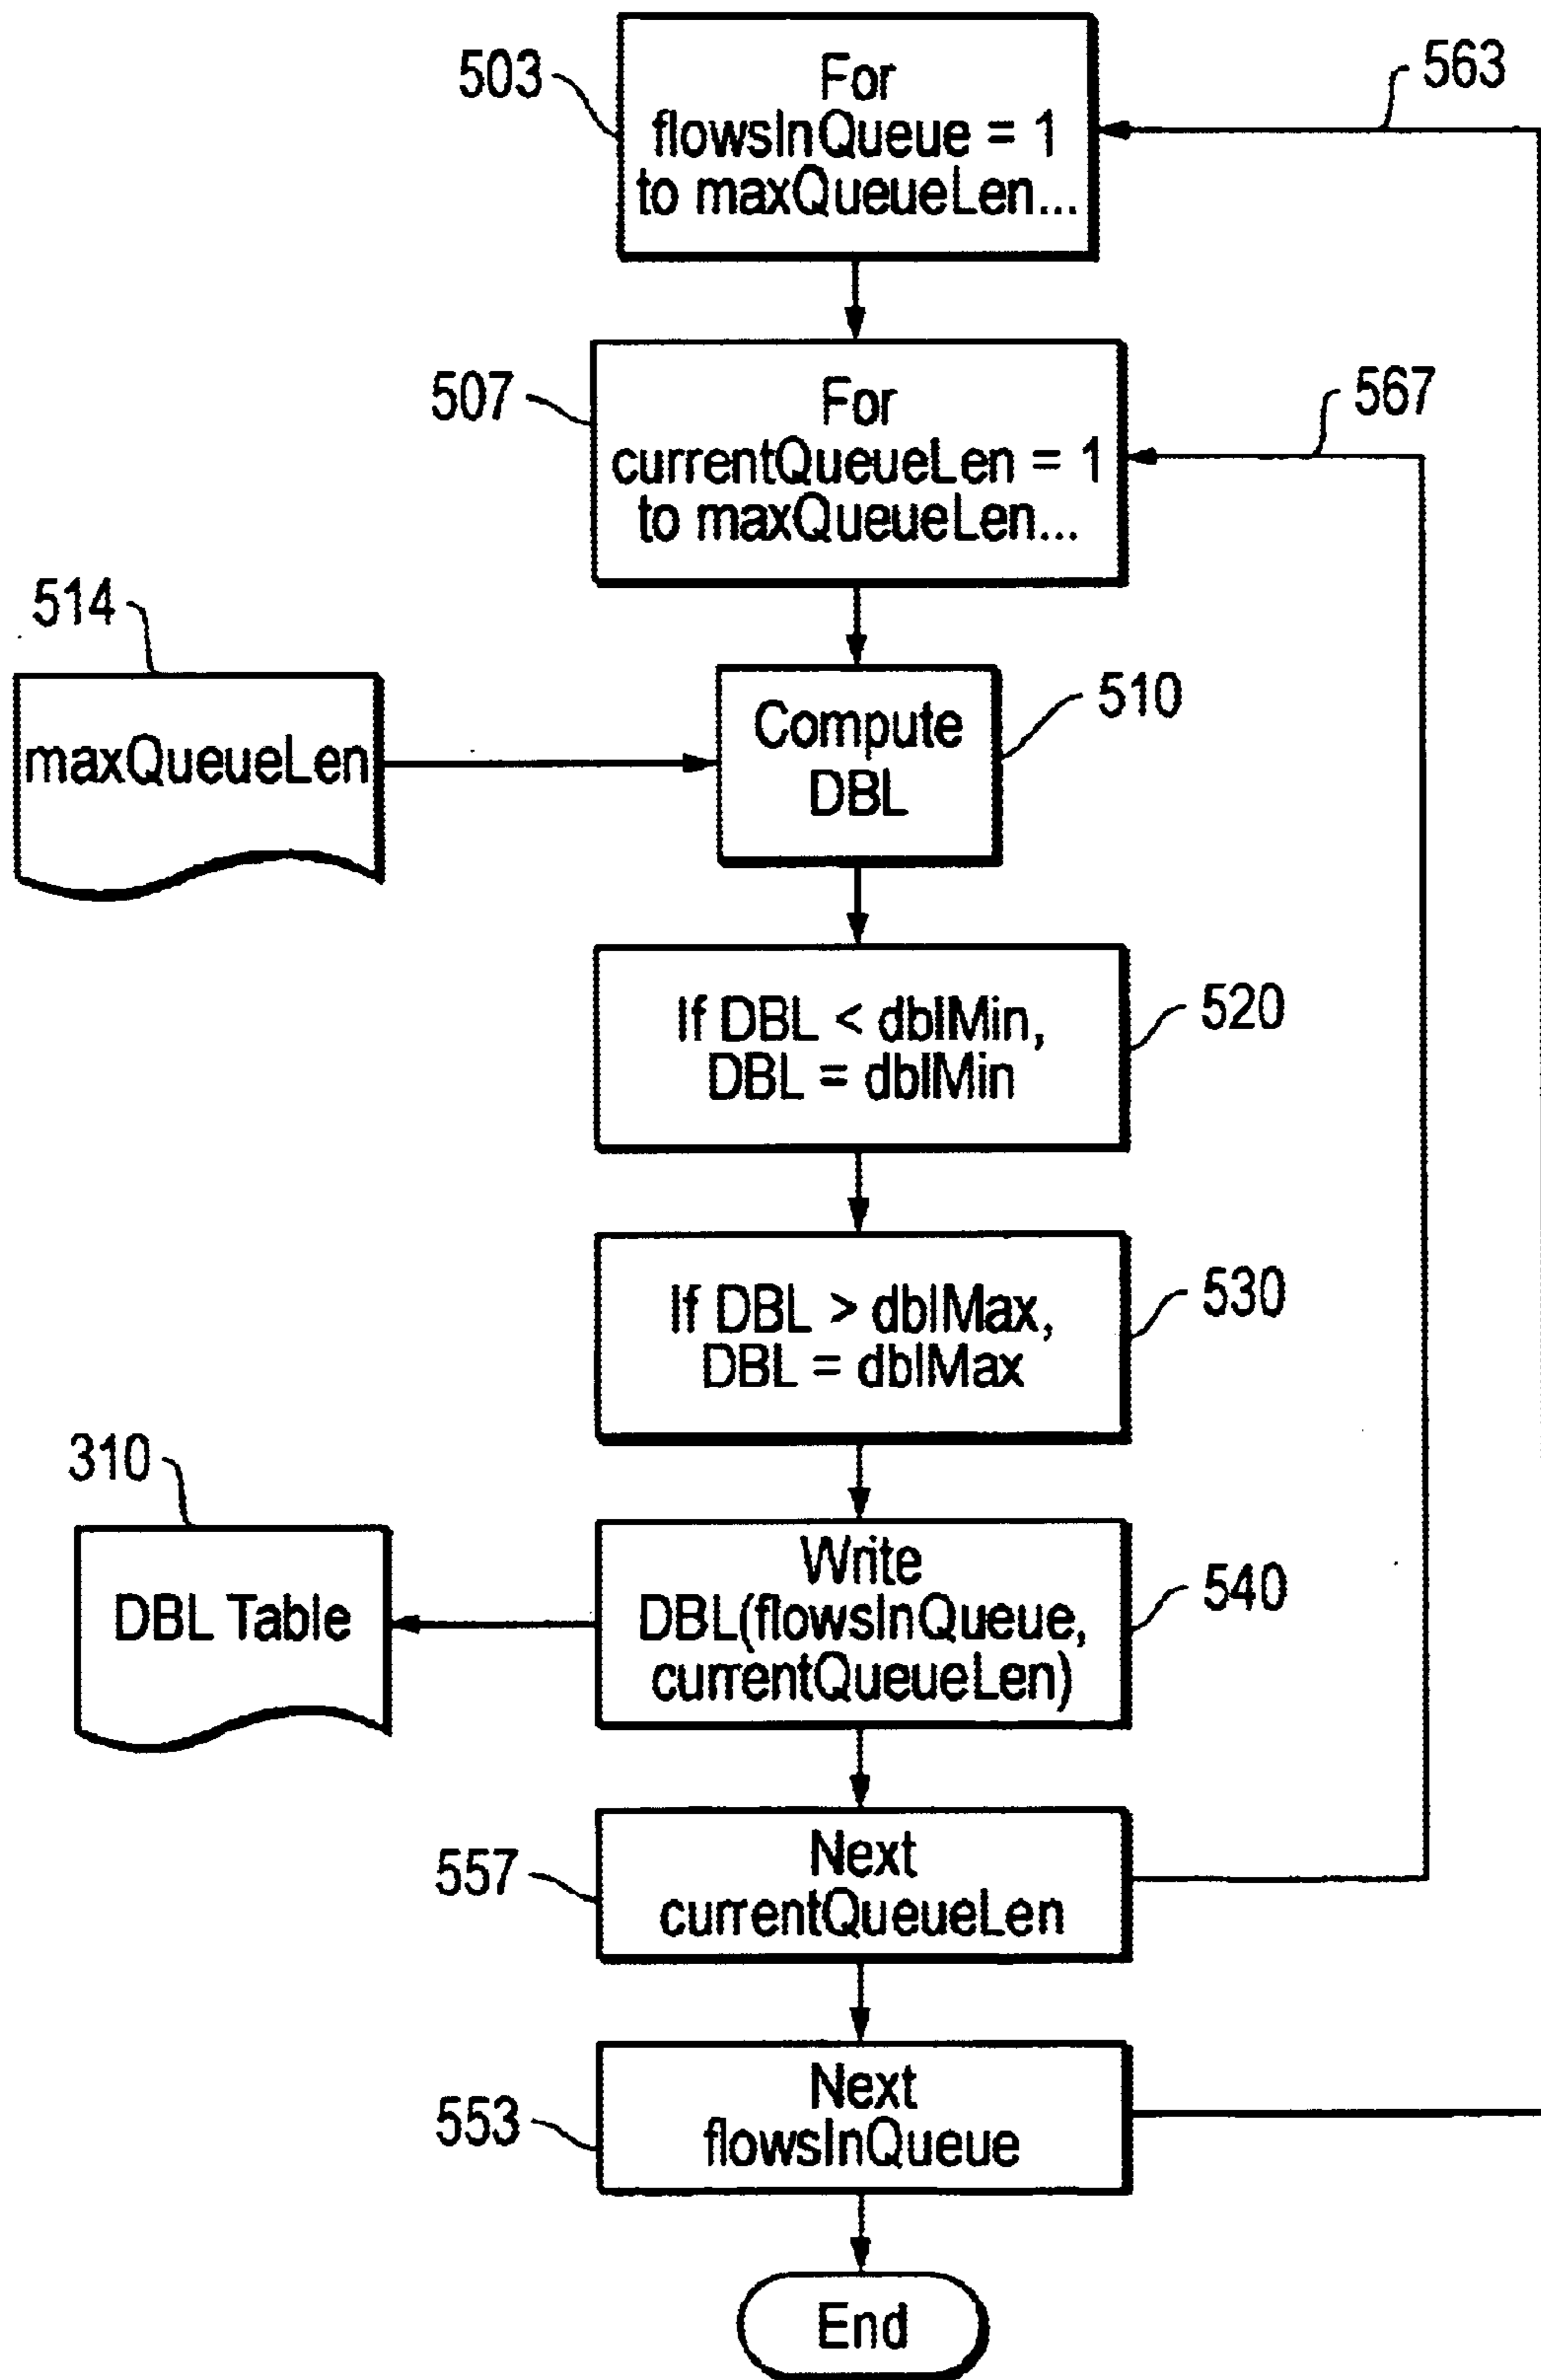 503
For
flowsInQueue = 1
to maxQueueLen...
563
507
For
currentQueueLen = 1
to maxQueueLen...
567
514
maxQueueLen
Compute
DBL
510
If DBL < dblMin,
DBL = dblMin
520
If DBL > dblMax,
DBL = dblMax
530
310
DBL Table
Write
DBL(flowsInQueue,
currentQueueLen)
540
557
Next
currentQueueLen
553
Next
flowsInQueue
End